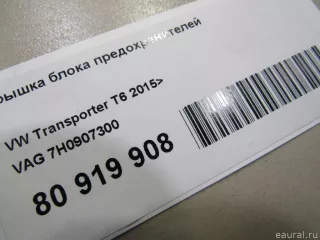 рышка блока предохранителей
VW Transporter T6 2015>
VAG 7H0907300
80 919 908
eaural.ru